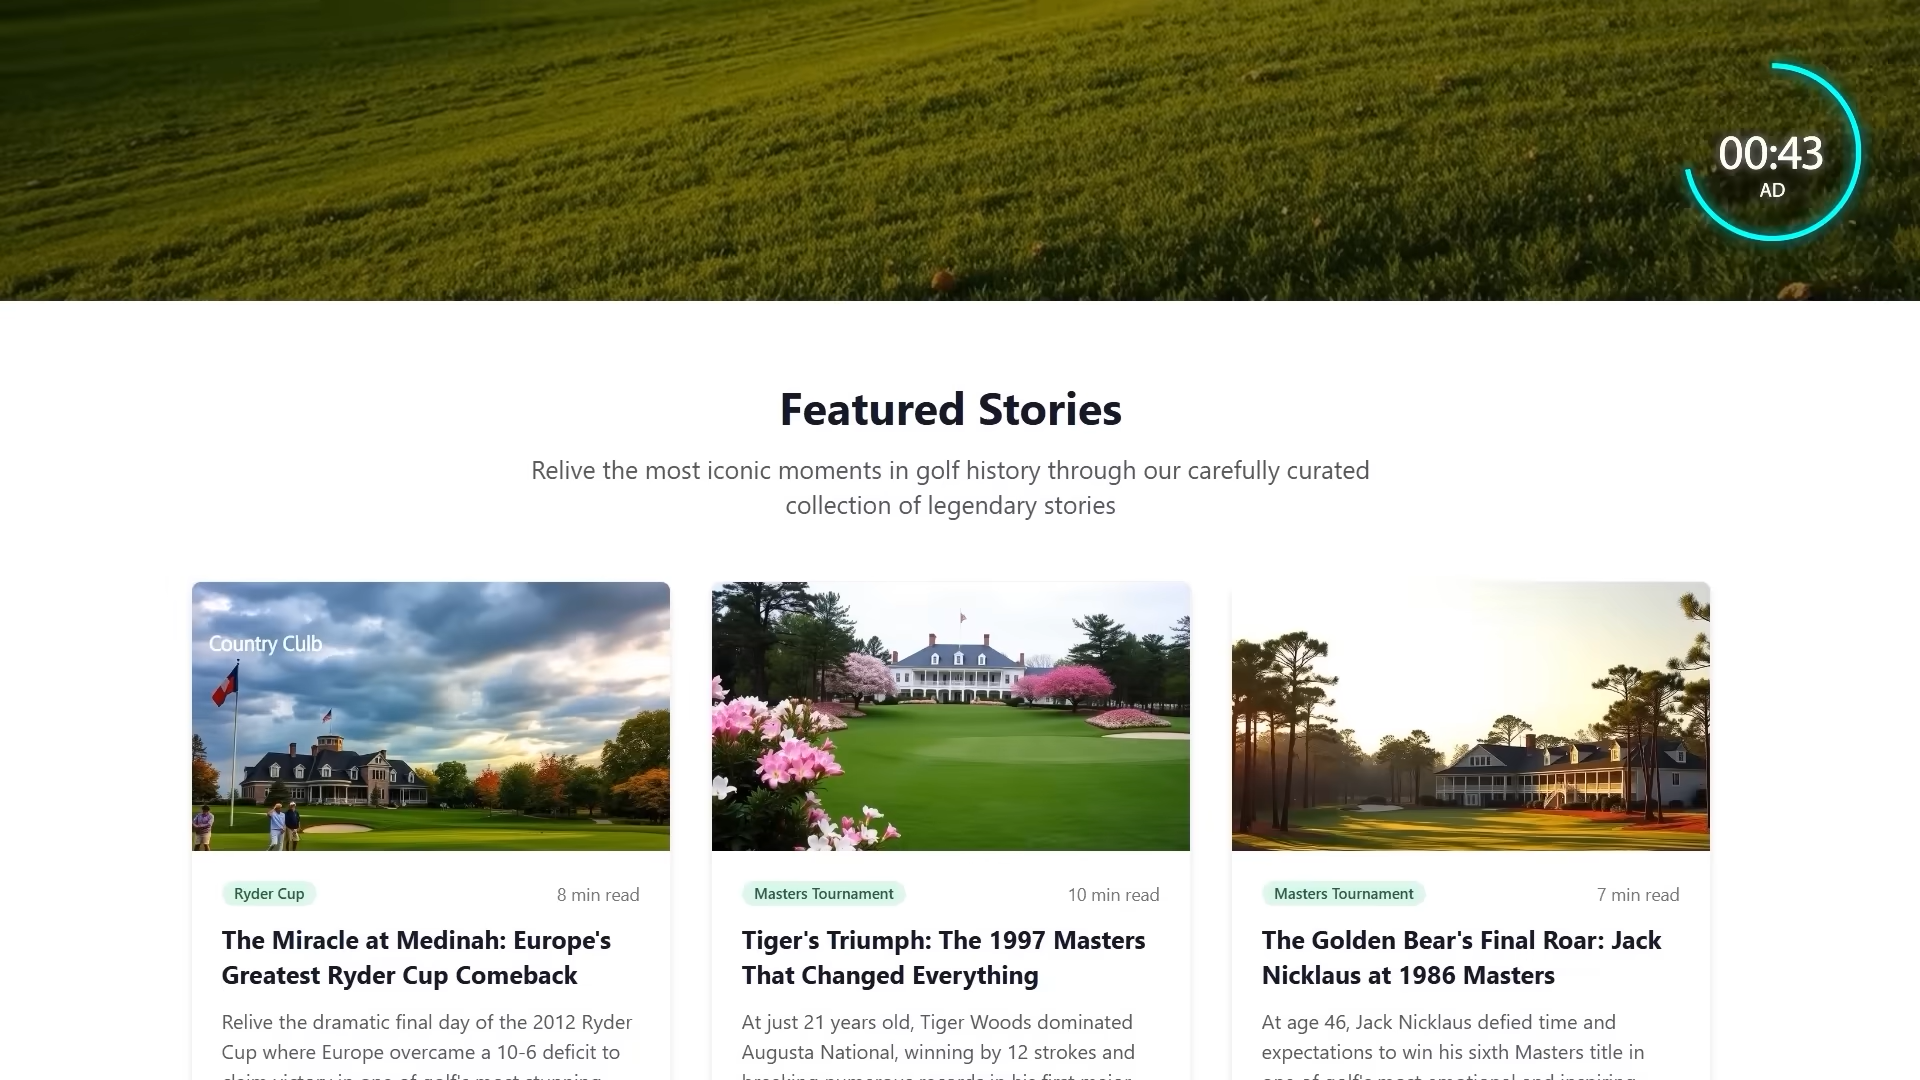 00:43
AD
Featured Stories
Relive the most iconic moments in golf history through our carefully curated
collection of legendary stories
Country Culb
Ryder Cup
8 min read
The Miracle at Medinah: Europe's
Greatest Ryder Cup Comeback
Relive the dramatic final day of the 2012 Ryder
Cup where Europe overcame a 10-6 deficit to
Masters Tournament
10 min read
Tiger's Triumph: The 1997 Masters
That Changed Everything
At just 21 years old, Tiger Woods dominated
Augusta National, winning by 12 strokes and
Masters Tournament
7 min read
The Golden Bear's Final Roar: Jack
Nicklaus at 1986 Masters
At age 46, Jack Nicklaus defied time and
expectations to win his sixth Masters title in